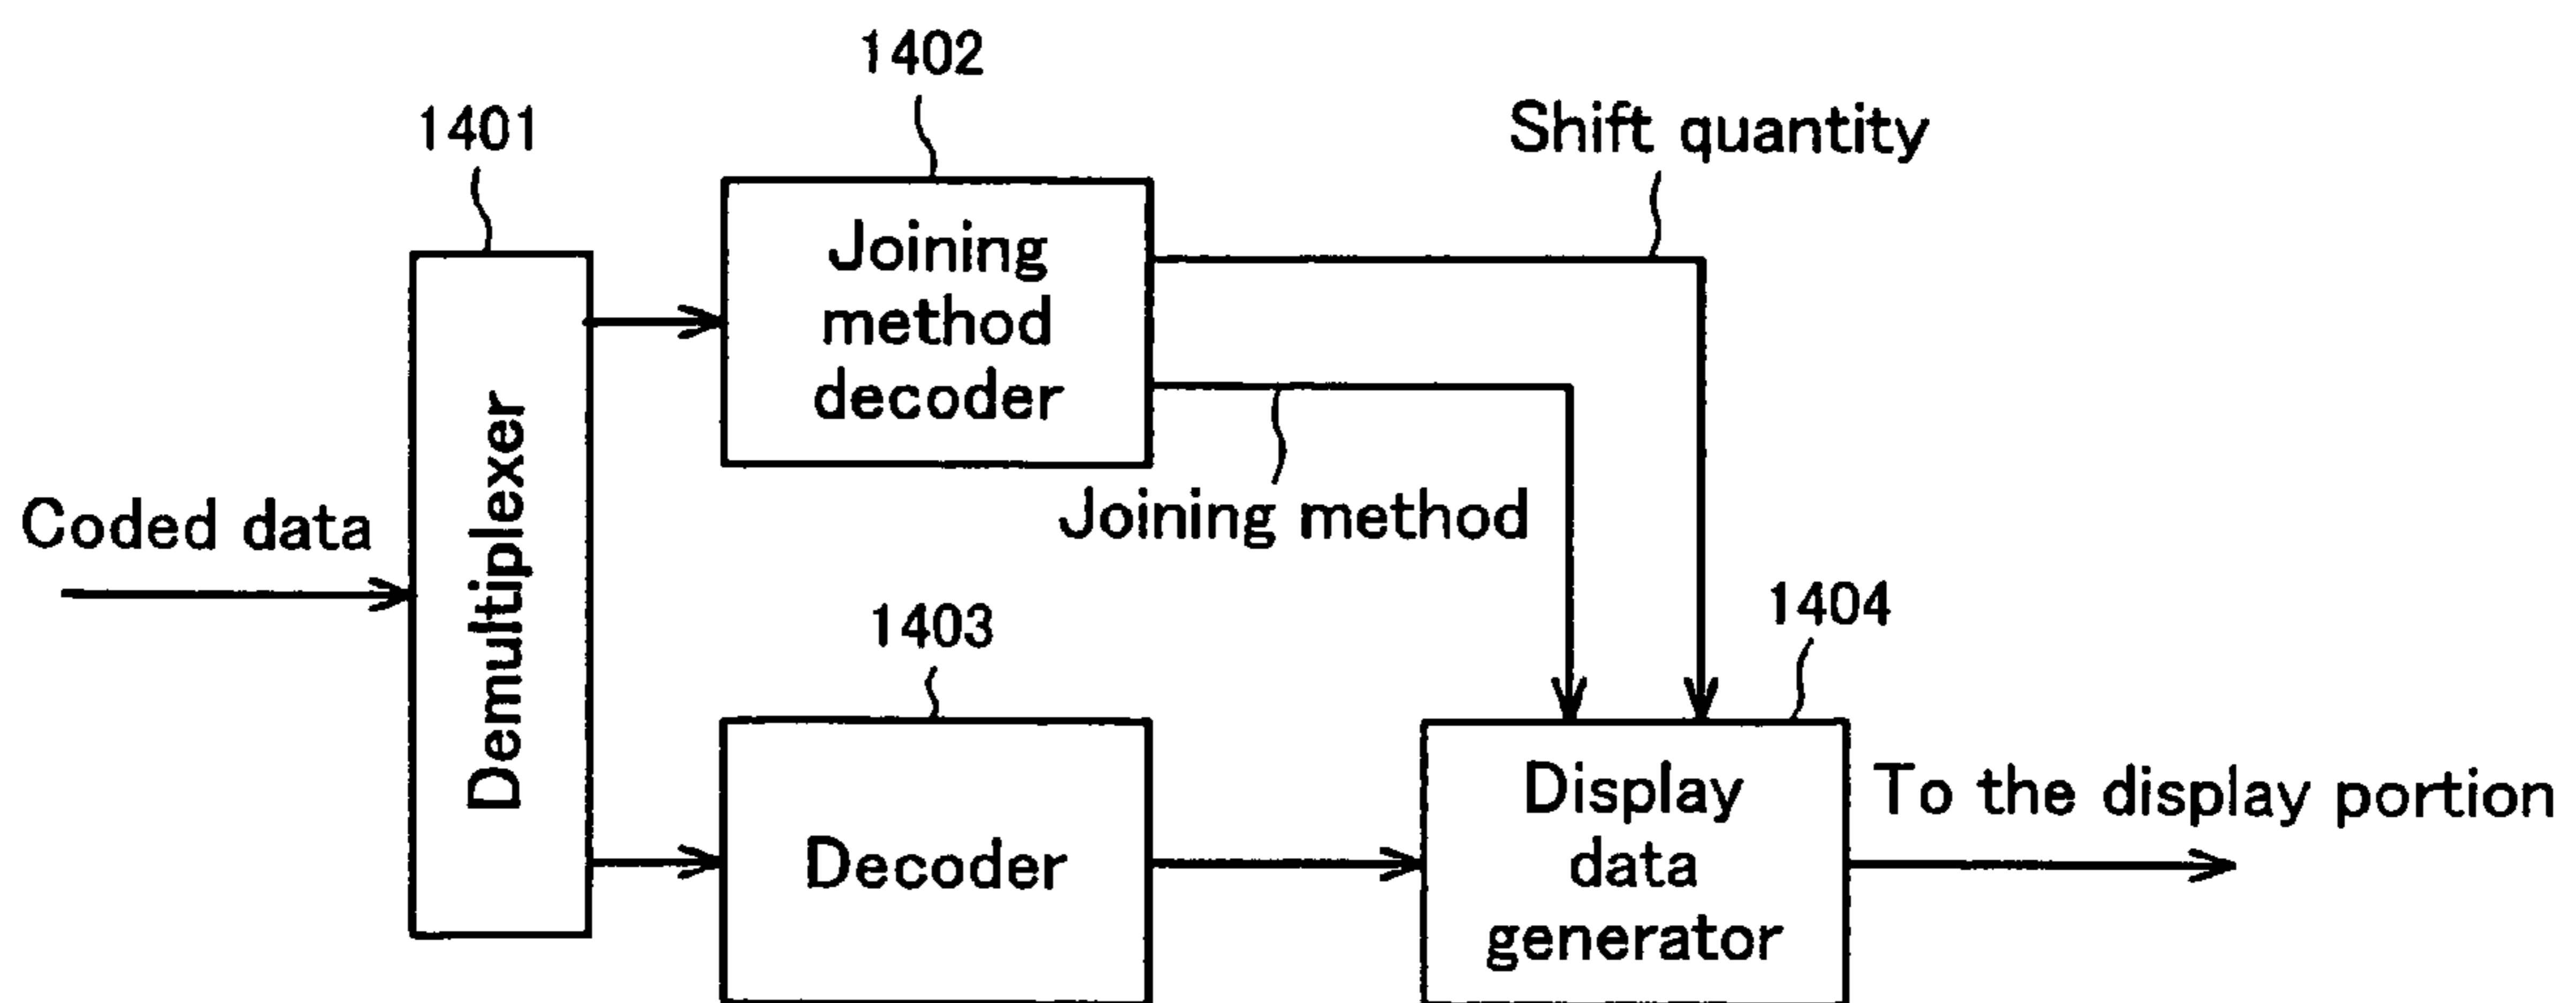 1402
1401
Shift quantity
Joining
method
decoder
Demultiplexer
Coded data
Joining method
1403
1404
Decoder
Display
data
generator
To the display portion